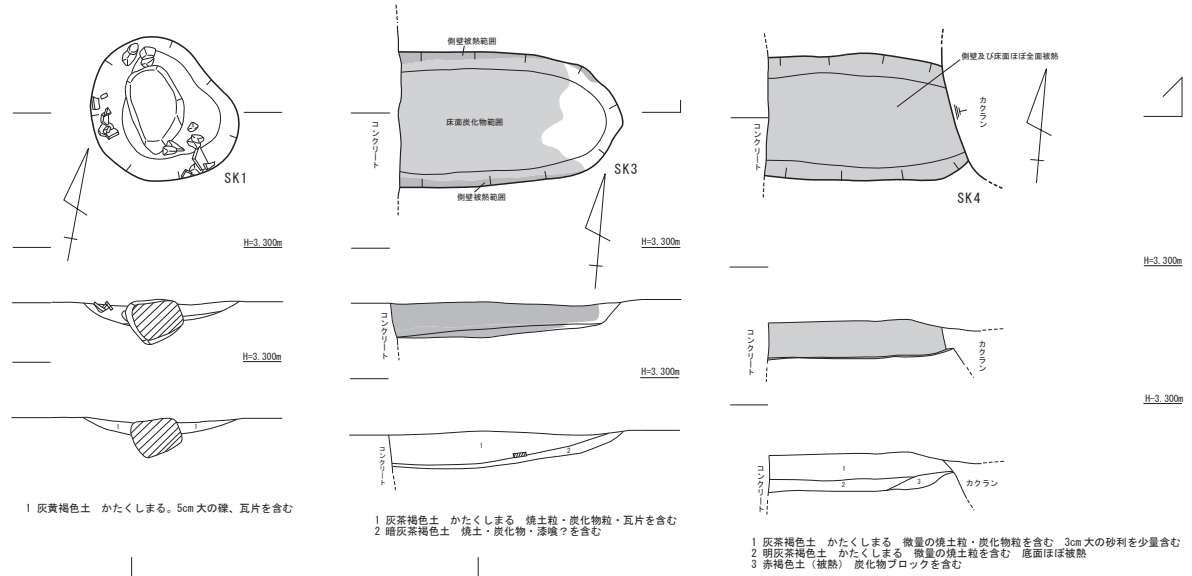 SK1
H=3.300m
H=3.300m
1
1
1 灰黄褐色土 かたくしまる。5cm大の礫、瓦片を含む
側壁被熱範囲
コンクリート
床面炭化物範囲
側壁被熱範囲
SK3
H=3.300m
コンクリート
H=3.300m
コンクリート
1
2
1 灰茶褐色土 かたくしまる 焼土粒・炭化物粒・瓦片を含む
2 暗灰茶褐色土 焼土・炭化物・漆喰?を含む
側壁及び床面ほぼ全面被熱
カクラン
コンクリート
SK4
H=3.300m
コンクリート
カクラン
H-3.300m
コンクリート
1
2
3
カクラン
1 灰茶褐色土 かたくしまる 微量の焼土粒・炭化物粒を含む 3cm大の砂利を少量含む
2 明灰茶褐色土 かたくしまる 微量の焼土粒を含む 底面ほぼ被熱
3 赤褐色土(被熱) 炭化物ブロックを含む